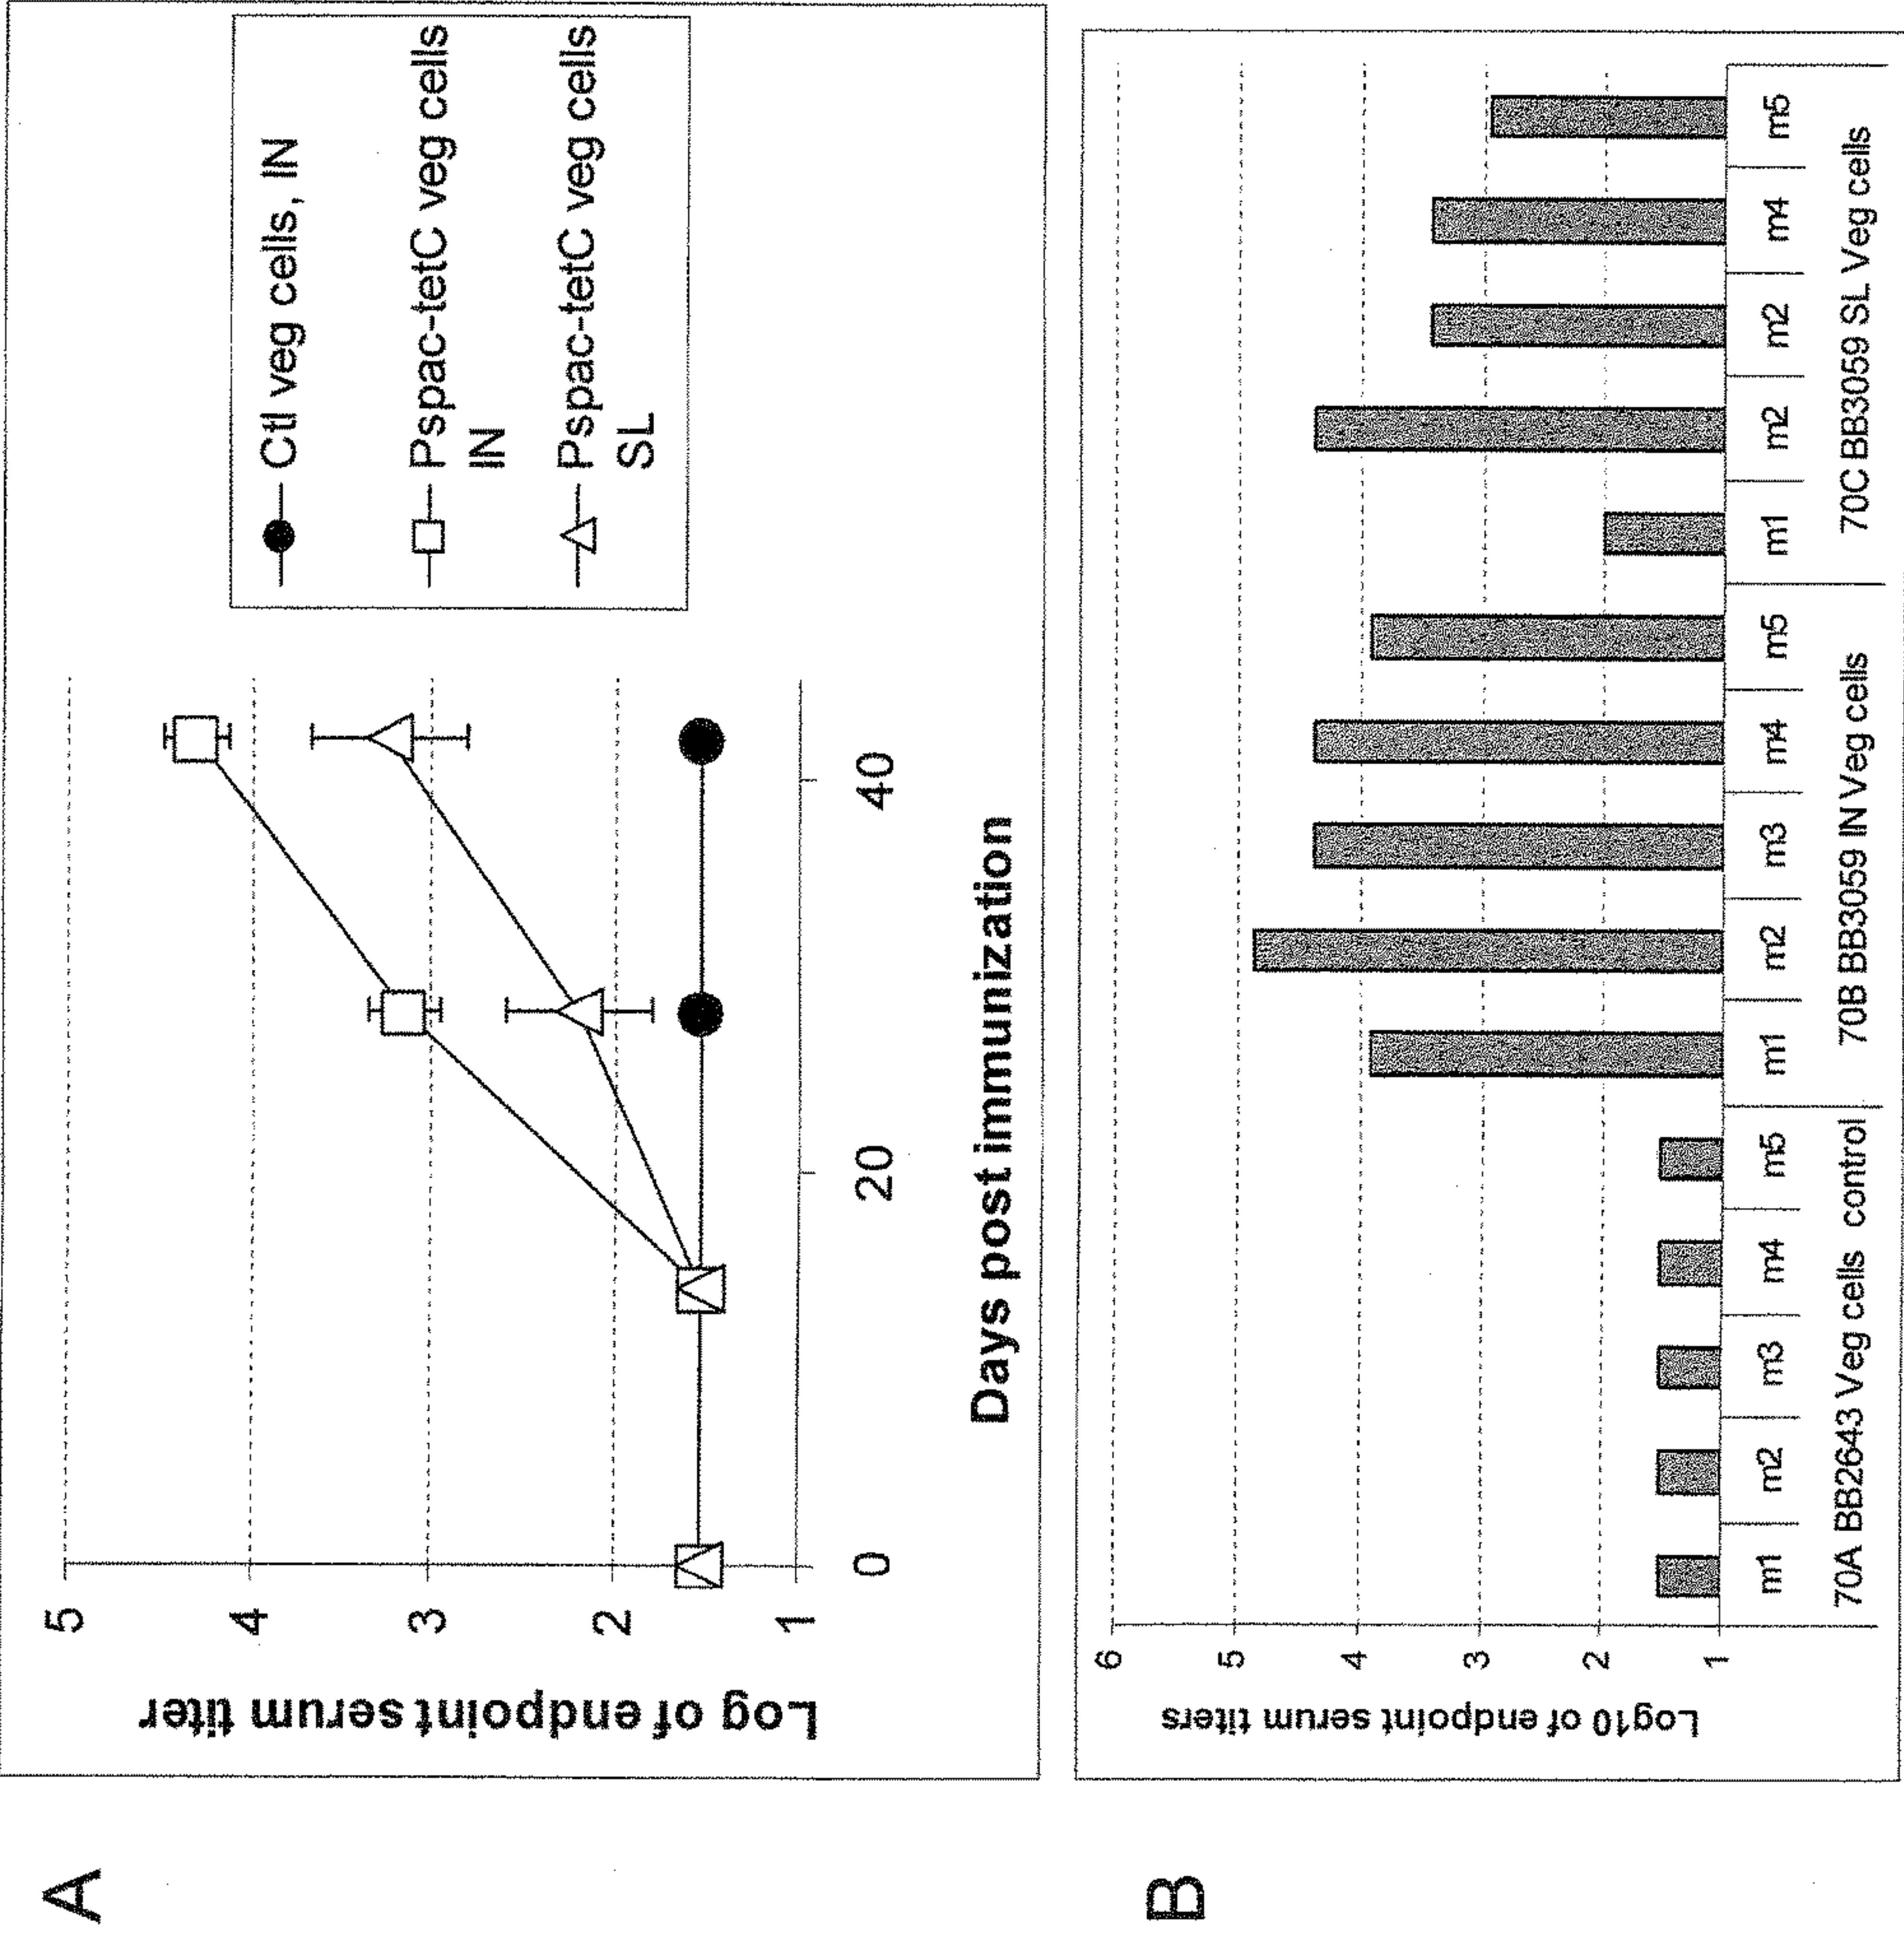 A
Log of endpoint serum titer
5
4
3
2
1
0
20
40
Days post immunization
Ctl veg cells, IN
Pspac-tetC veg cells
IN
Pspac-tetC veg cells
SL
B
Log10 of endpoint serum titers
6
5
4
3
2
1
m1 m2 m3 m4 m5 m1 m2 m3 m4 m5 m1 m2 m2 m4 m5
70A BB2643 Veg cells control 70B BB3059 IN Veg cells 70C BB3059 SL Veg cells